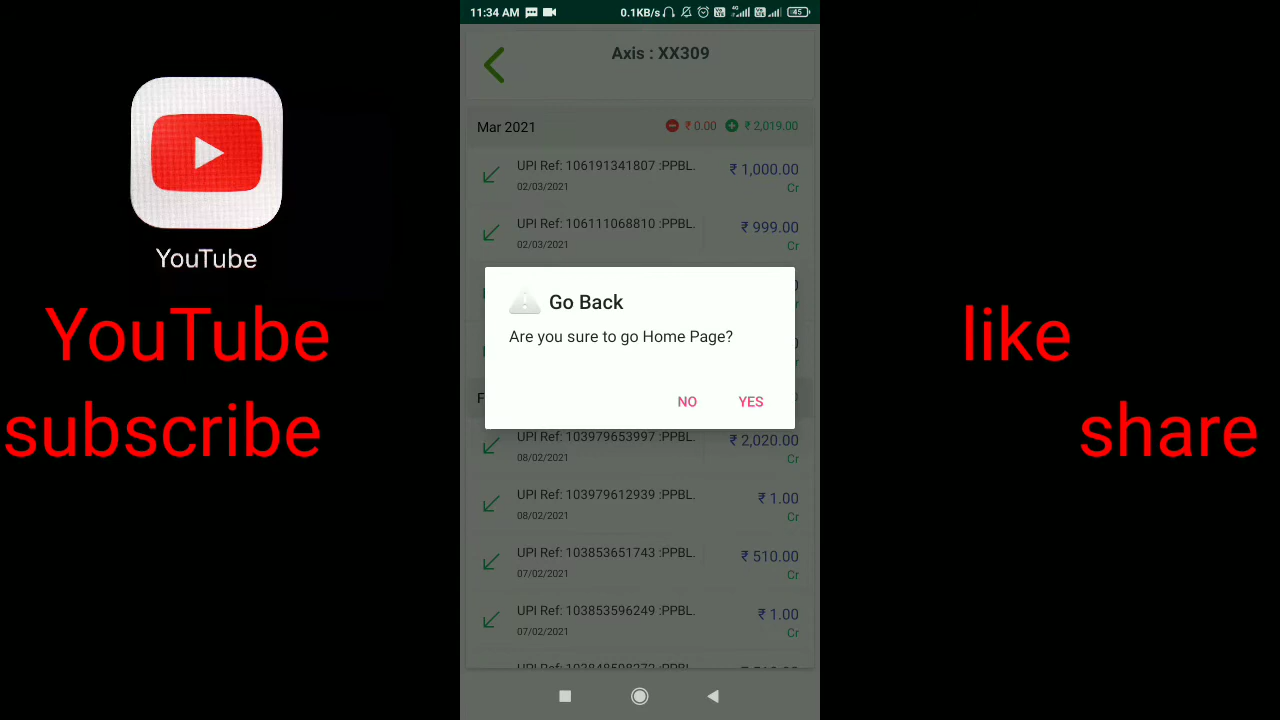 11:34 AM 0.1KB/s 4G 45
Axis : XX309
Mar 2021 ₹ 0.00 ₹ 2,019.00
UPI Ref: 106191341807 :PPBL. ₹ 1,000.00
02/03/2021 Cr
UPI Ref: 106111068810 :PPBL. ₹ 999.00
02/03/2021 Cr
Go Back
Are you sure to go Home Page?
NO YES
UPI Ref: 103979653997 :PPBL. ₹ 2,020.00
08/02/2021 Cr
UPI Ref: 103979612939 :PPBL. ₹ 1.00
08/02/2021 Cr
UPI Ref: 103853651743 :PPBL. ₹ 510.00
07/02/2021 Cr
UPI Ref: 103853596249 :PPBL. ₹ 1.00
07/02/2021 Cr
YouTube
YouTube
subscribe
like
share